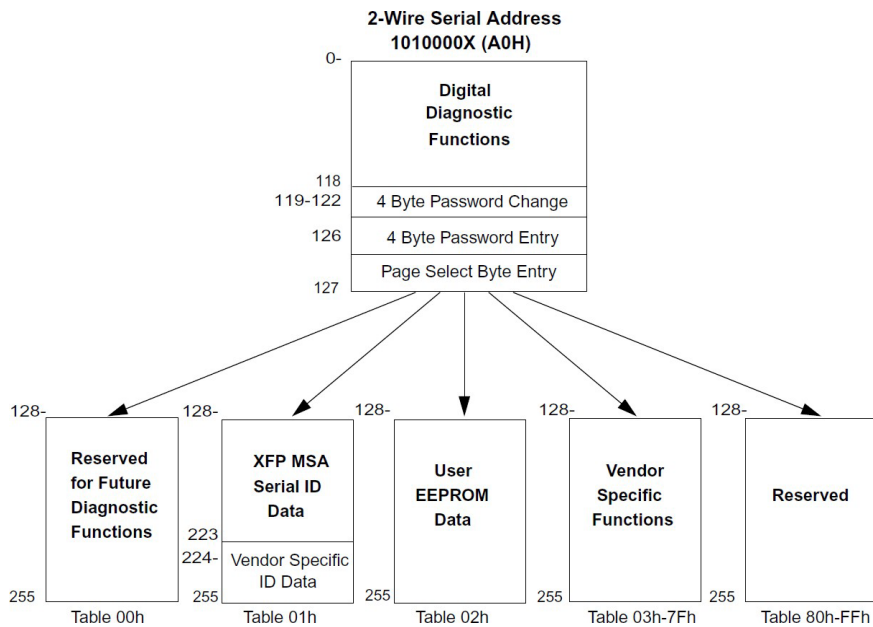 2-Wire Serial Address
1010000X (A0H)
0-
Digital
Diagnostic
Functions
118
119-122
4 Byte Password Change
126
4 Byte Password Entry
Page Select Byte Entry
127
128-
128-
128-
128-
128-
Reserved
for Future
Diagnostic
Functions
255
Table 00h
XFP MSA
Serial ID
Data
223
224-
Vendor Specific
ID Data
255
Table 01h
User
EEPROM
Data
255
Table 02h
Vendor
Specific
Functions
255
Table 03h-7Fh
Reserved
255
Table 80h-FFh